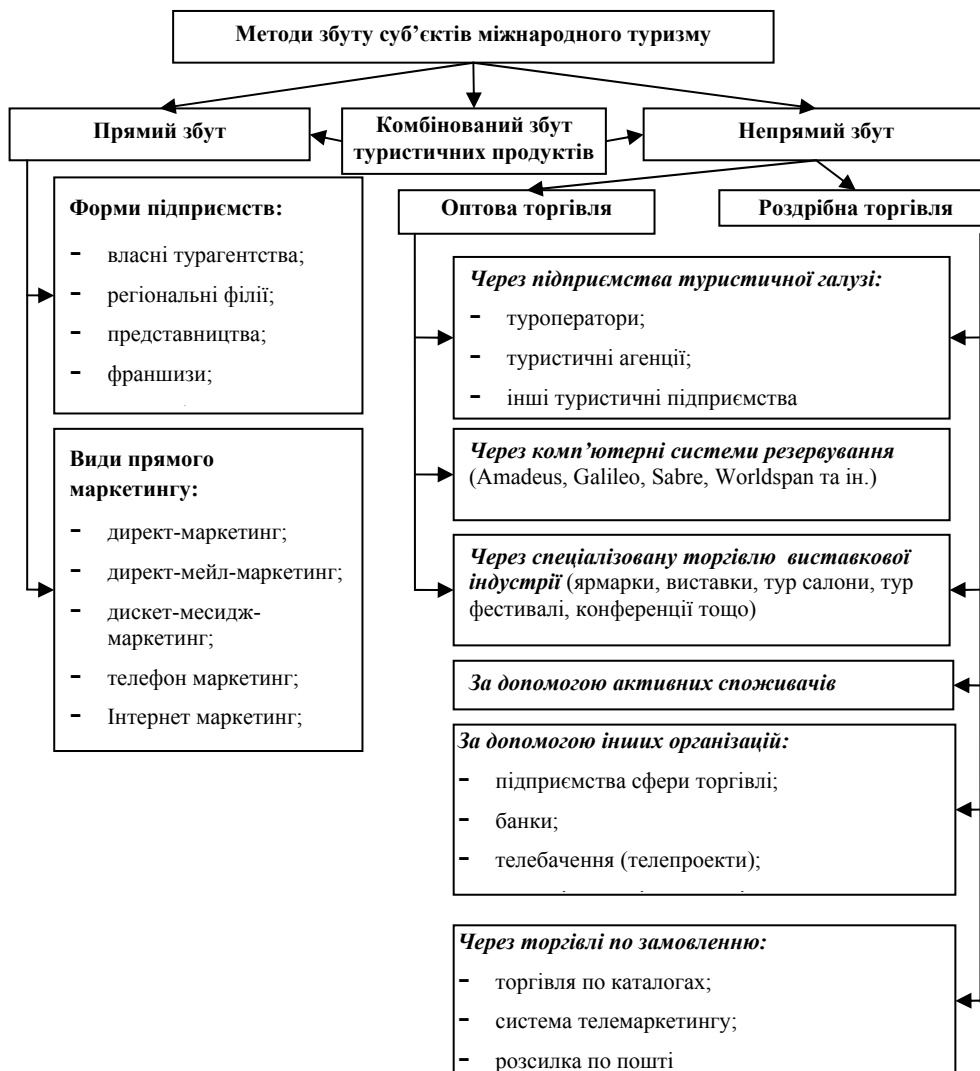 Методи збуту суб’єктів міжнародного туризму
Прямий збут
Комбінований збут
туристичних продуктів
Непрямий збут
Форми підприємств:
- власні турагентства;
- регіональні філії;
- представництва;
- франшизи;
Види прямого
маркетингу:
- директ-маркетинг;
- директ-мейл-маркетинг;
- дискет-месидж-
маркетинг;
- телефон маркетинг;
- Інтернет маркетинг;
Оптова торгівля
Роздрібна торгівля
Через підприємства туристичної галузі:
- туроператори;
- туристичні агенції;
- інші туристичні підприємства
Через комп’ютерні системи резервування
(Amadeus, Galileo, Sabre, Worldspan та ін.)
Через спеціалізовану торгівлю виставкової
індустрії (ярмарки, виставки, тур салони, тур
фестивалі, конференції тощо)
За допомогою активних споживачів
За допомогою інших організацій:
- підприємства сфери торгівлі;
- банки;
- телебачення (телепроекти);
Через торгівлі по замовленню:
- торгівля по каталогах;
- система телемаркетингу;
- розсилка по пошті